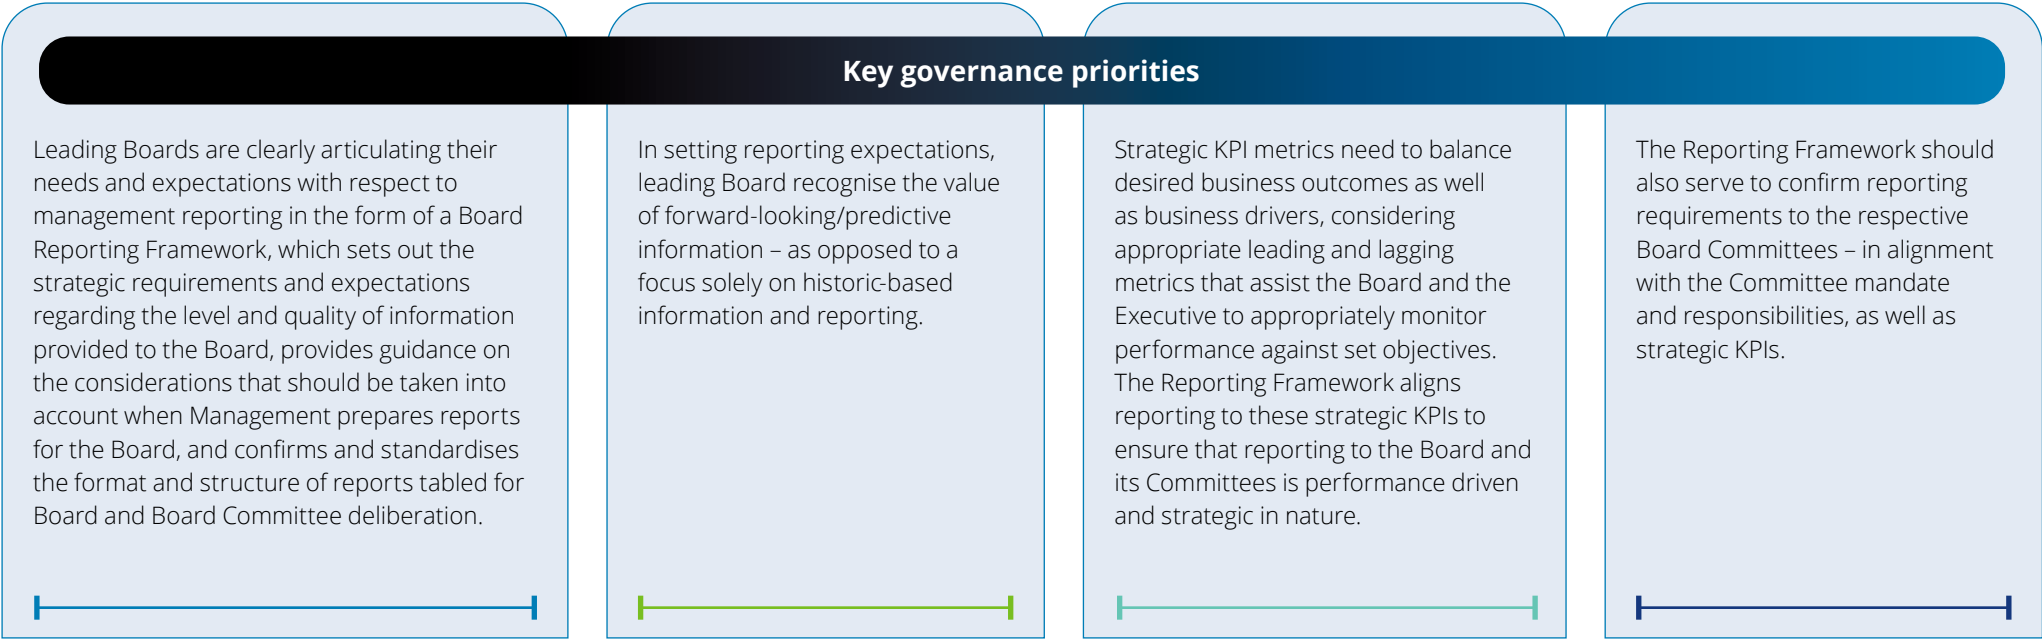 Key governance priorities
Leading Boards are clearly articulating their
needs and expectations with respect to
management reporting in the form of a Board
Reporting Framework, which sets out the
strategic requirements and expectations
regarding the level and quality of information
provided to the Board, provides guidance on
the considerations that should be taken into
account when Management prepares reports
for the Board, and confirms and standardises
the format and structure of reports tabled for
Board and Board Committee deliberation.
In setting reporting expectations,
leading Board recognise the value
of forward-looking/predictive
information – as opposed to a
focus solely on historic-based
information and reporting.
Strategic KPI metrics need to balance
desired business outcomes as well
as business drivers, considering
appropriate leading and lagging
metrics that assist the Board and the
Executive to appropriately monitor
performance against set objectives.
The Reporting Framework aligns
reporting to these strategic KPIs to
ensure that reporting to the Board and
its Committees is performance driven
and strategic in nature.
The Reporting Framework should
also serve to confirm reporting
requirements to the respective
Board Committees – in alignment
with the Committee mandate
and responsibilities, as well as
strategic KPIs.